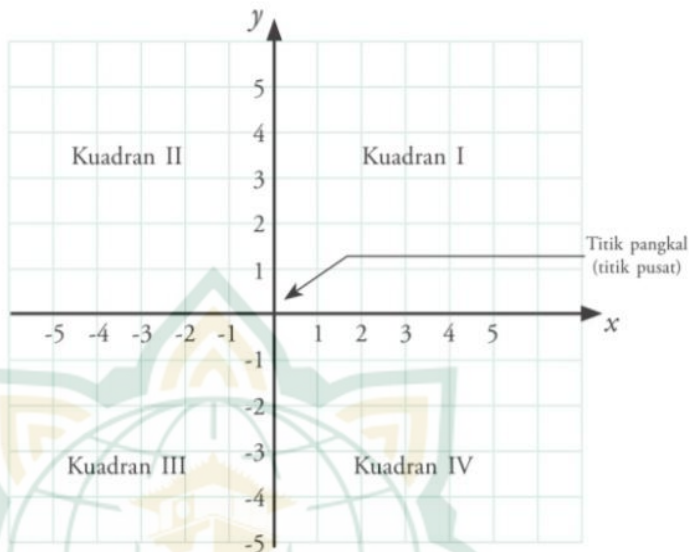 y
5
4
Kuadran II Kuadran I
3
2
Titik pangkal
(titik pusat)
1
-5 -4 -3 -2 -1 1 2 3 4 5 x
-1
-2
-3
Kuadran III Kuadran IV
-4
-5